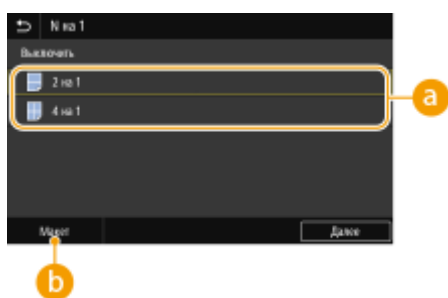 N на 1
Выключить
2 на 1
4 на 1
a
Макет
Далее
b